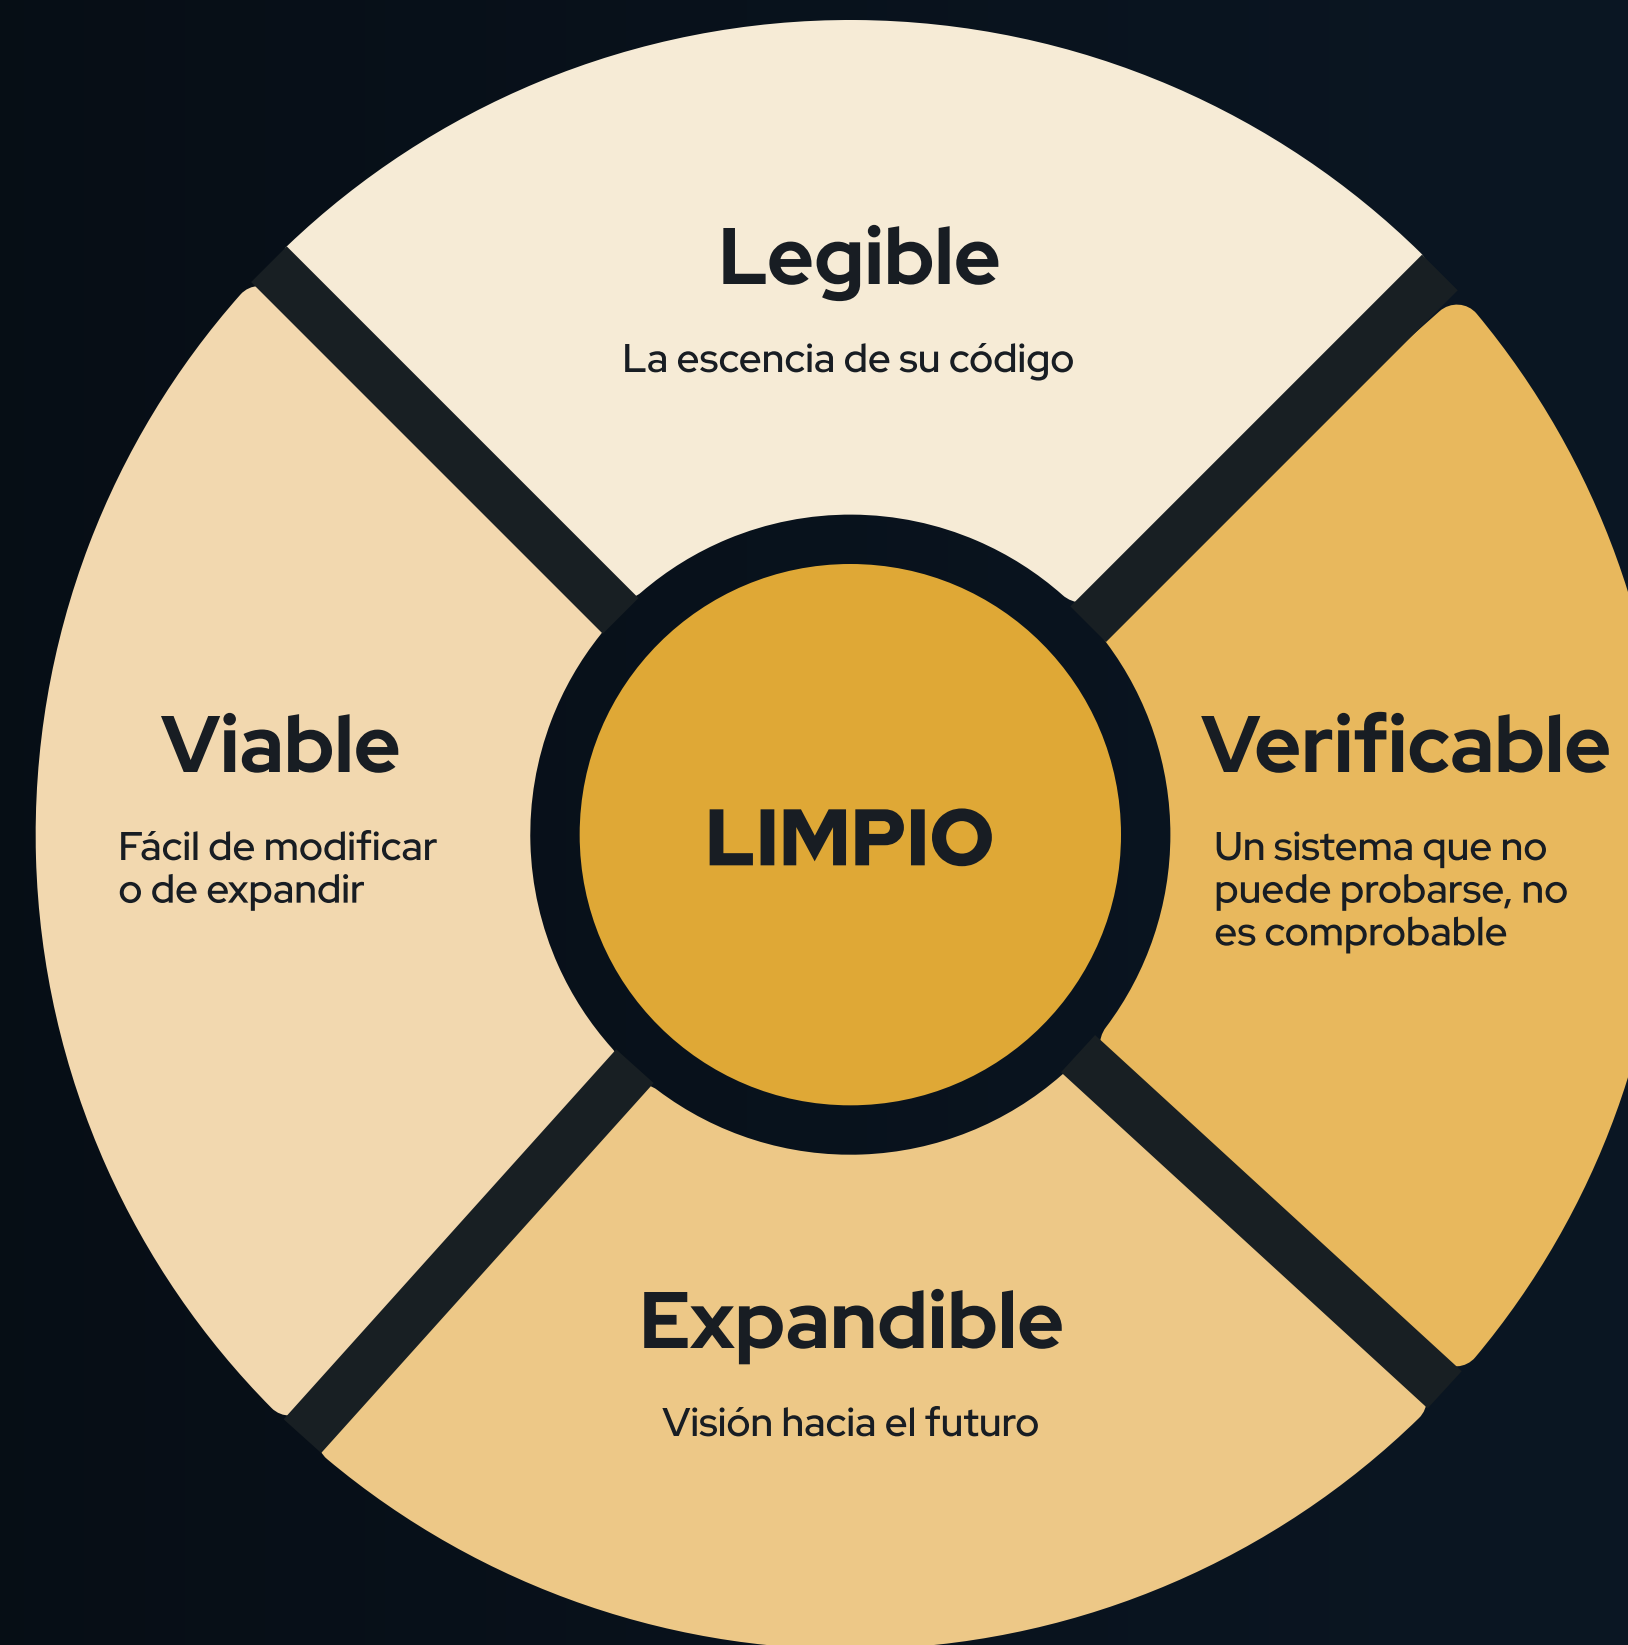 Legible
La escencia de su código
Viable
Fácil de modificar
o de expandir
LIMPIO
Verificable
Un sistema que no
puede probarse, no
es comprobable
Expandible
Visión hacia el futuro